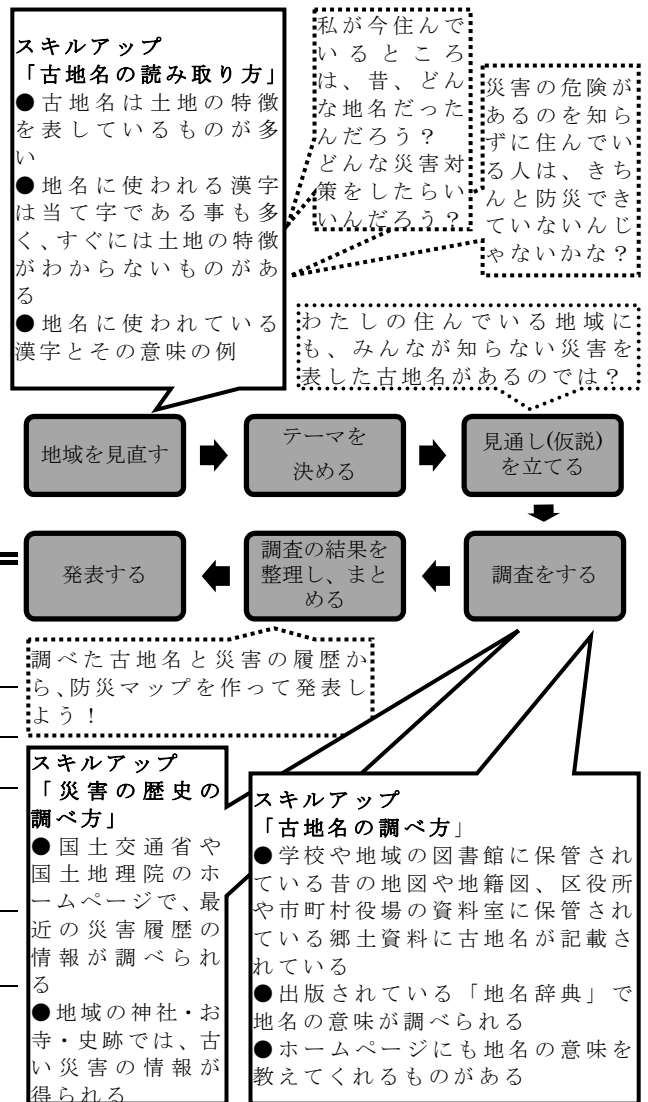 スキルアップ
「古地名の読み取り方」
●古地名は土地の特徴
を表しているものが多
い
●地名に使われる漢字
は当て字である事も多
く、すぐには土地の特徴
がわからないものがあ
る
●地名に使われている
漢字とその意味の例
私が今住んで
いるところ
は、昔、どん
な地名だった
んだろう?
どんな災害対
策をしたらい
いんだろう?
災害の危険が
あるのを知ら
ずに住んでい
る人は、きち
んと防災でき
ていないんじ
ゃないかな?
わたしの住んでいる地域に
も、みんなが知らない災害を
表した古地名があるのでは?
地域を見直す
テーマを
決める
見通し(仮説)
を立てる
調査をする
調査の結果を
整理し、まと
める
発表する
調べた古地名と災害の履歴か
ら、防災マップを作って発表し
よう!
スキルアップ
「災害の歴史の
調べ方」
●国土交通省や
国土地理院のホ
ームページで、最
近の災害履歴の
情報が調べられ
る
●地域の神社・お
寺・史跡では、古
い災害の情報が
得られる
スキルアップ
「古地名の調べ方」
●学校や地域の図書館に保管され
ている昔の地図や地籍図、区役所
や市町村役場の資料室に保管され
ている郷土資料に古地名が記載さ
れている
●出版されている「地名辞典」で
地名の意味が調べられる
●ホームページにも地名の意味を
教えてくれるものがある